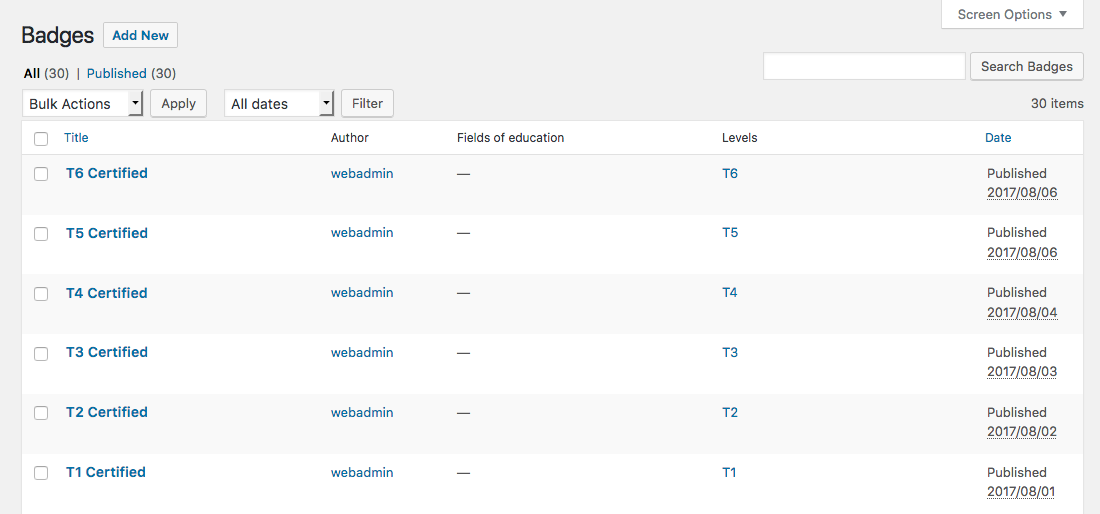 Screen Options
Badges Add New
All (30) | Published (30)
Search Badges
Bulk Actions Apply All dates Filter 30 items
Title Author Fields of education Levels Date
T6 Certified webadmin — T6 Published
2017/08/06
T5 Certified webadmin — T5 Published
2017/08/06
T4 Certified webadmin — T4 Published
2017/08/04
T3 Certified webadmin — T3 Published
2017/08/03
T2 Certified webadmin — T2 Published
2017/08/02
T1 Certified webadmin — T1 Published
2017/08/01